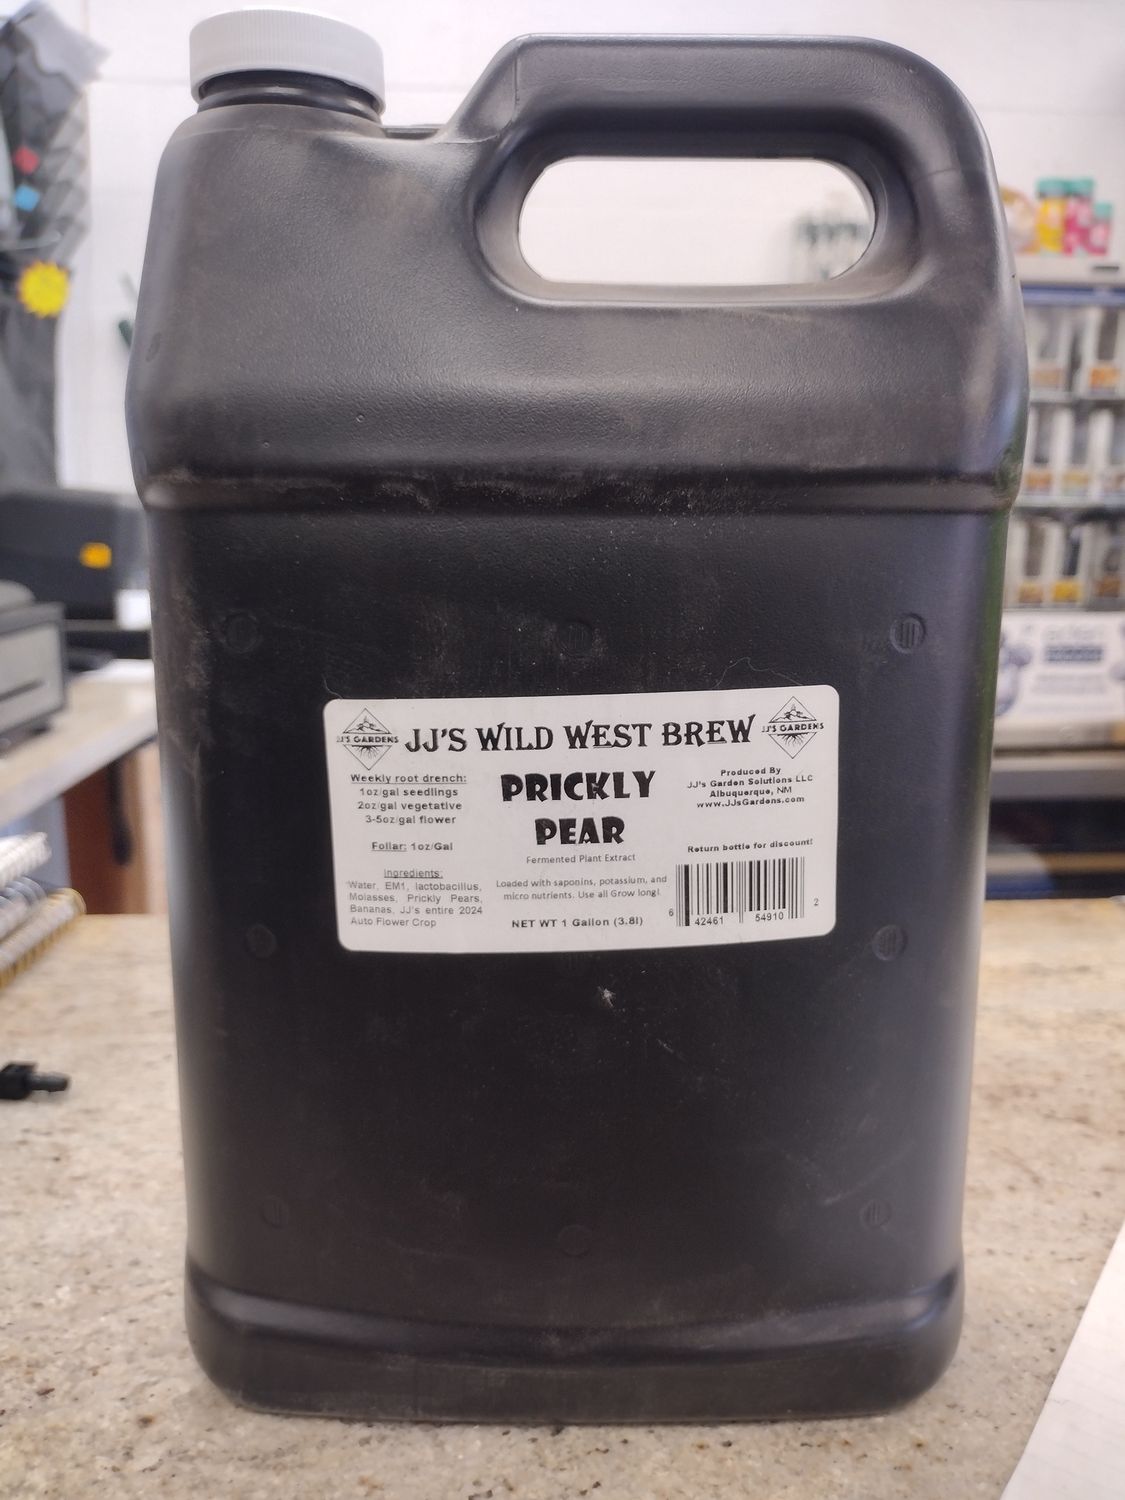 JJ'S GARDENS
JJ'S WILD WEST BREW
JJ'S GARDENS
Weekly root drench:
1oz/gal seedlings
2oz/gal vegetative
3-5oz/gal flower
Foliar: 1oz/Gal
Ingredients:
Water, EM1, lactobacillus,
Molasses, Prickly Pears,
Bananas, JJ's entire 2024
Auto Flower Crop
PRICKLY
PEAR
Fermented Plant Extract
Loaded with saponins, potassium, and
micro nutrients. Use all Grow long!
NET WT 1 Gallon (3.8l)
Produced By
JJ's Garden Solutions LLC
Albuquerque, NM
www.JJsGardens.com
Return bottle for discount!
6 42461 54910 2